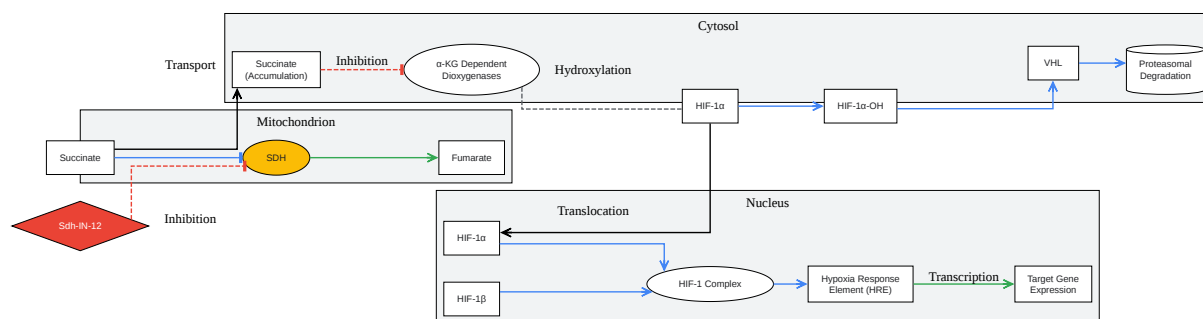 Cytosol
Transport
Succinate
(Accumulation)
Inhibition
α-KG Dependent
Dioxygenases
Hydroxylation
VHL
Proteasomal
Degradation
HIF-1α
HIF-1α-OH
Mitochondrion
Succinate
SDH
Fumarate
Sdh-IN-12
Inhibition
Nucleus
Translocation
HIF-1α
HIF-1β
HIF-1 Complex
Hypoxia Response
Element (HRE)
Transcription
Target Gene
Expression